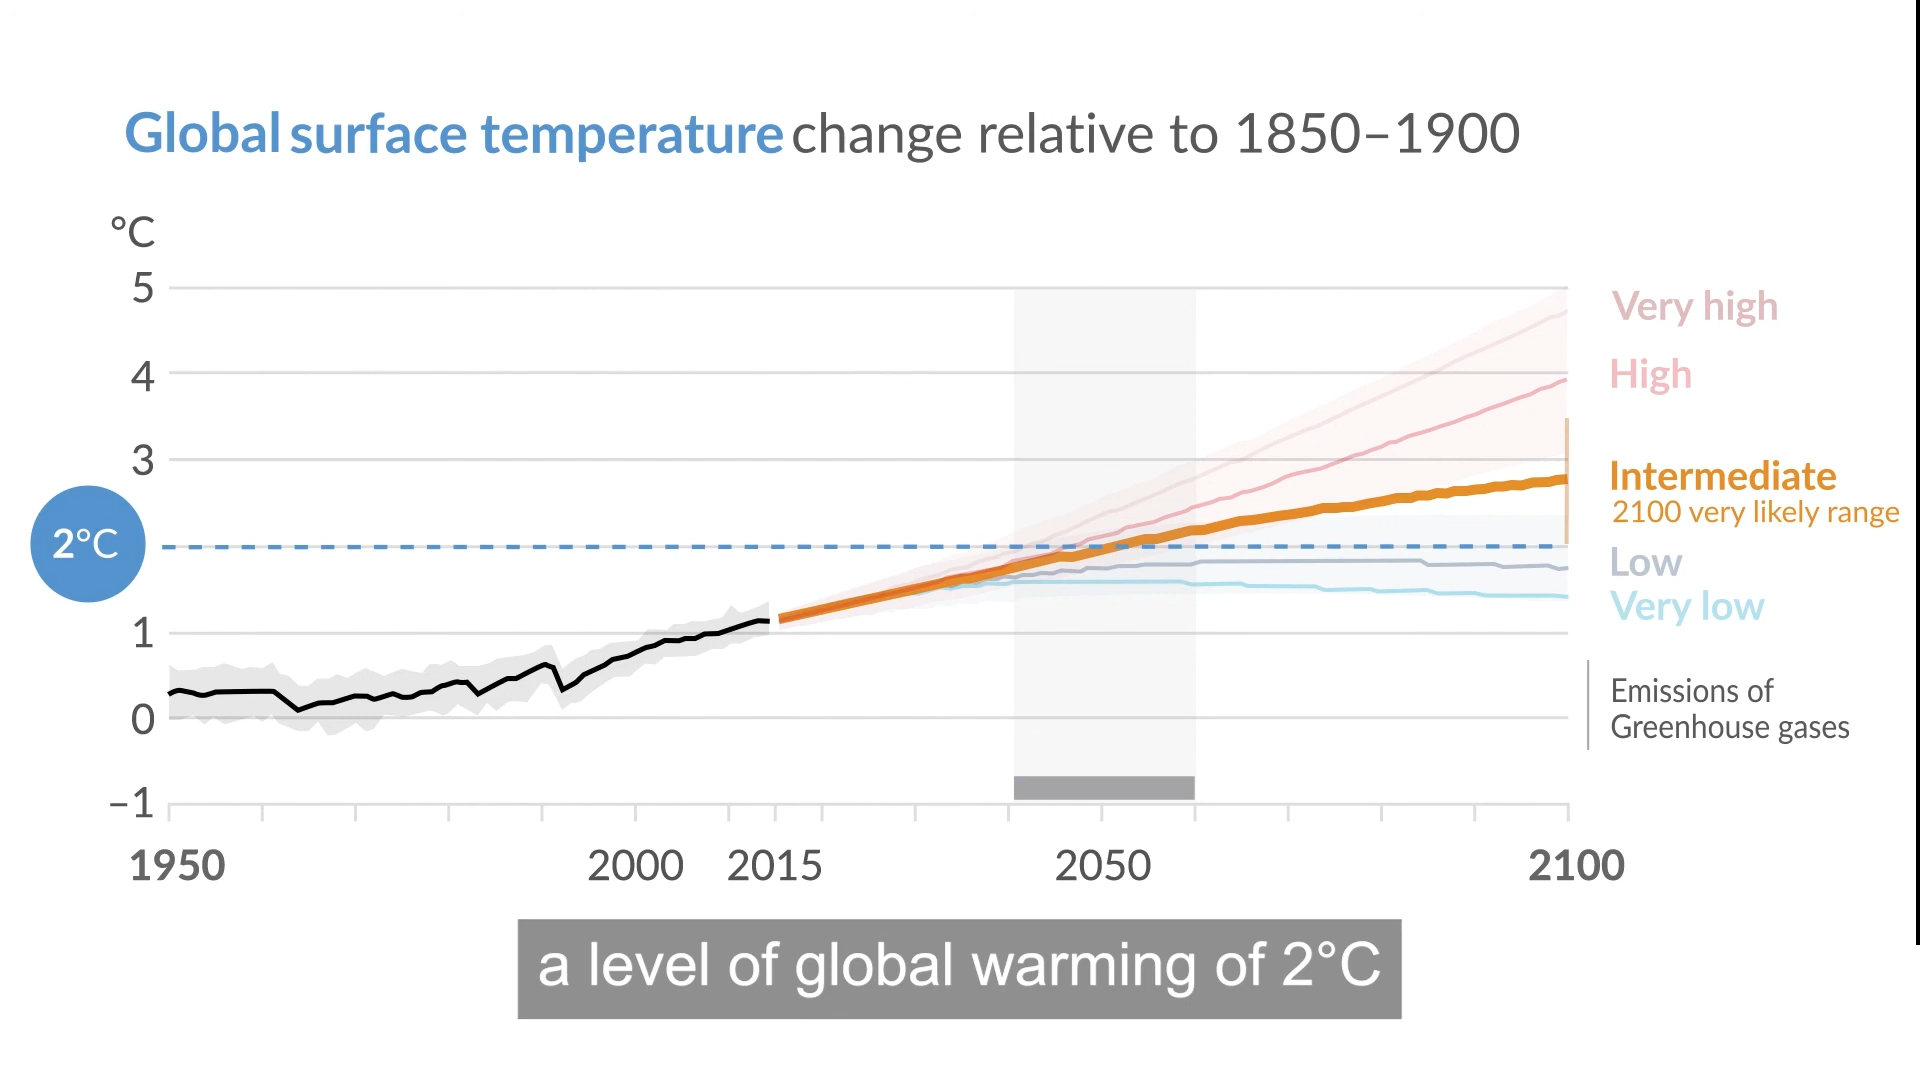 Global surface temperature change relative to 1850–1900
°C
5
4
3
2°C
1
0
–1
1950
2000
2015
2050
2100
Very high
High
Intermediate
2100 very likely range
Low
Very low
Emissions of
Greenhouse gases
a level of global warming of 2°C